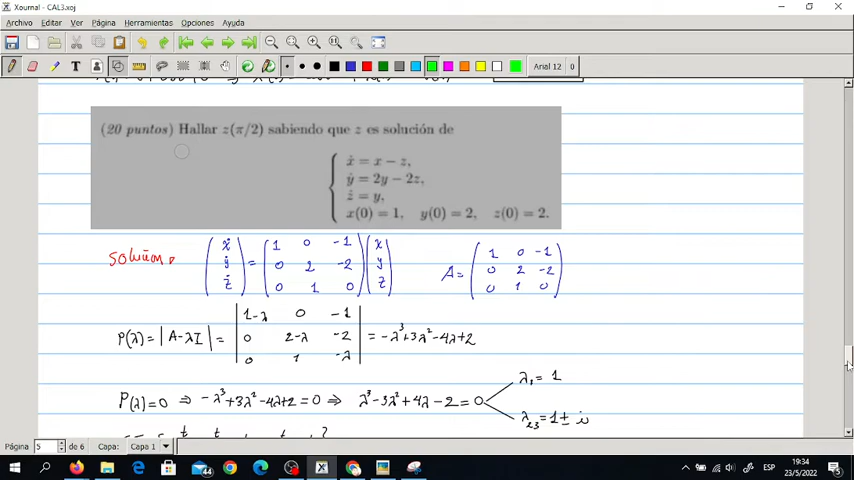 Xournal - CAL3.xoj
Archivo Editar Ver Página Herramientas Opciones Ayuda
Arial 12 0
(20 puntos) Hallar z(π/2) sabiendo que z es solución de
ẋ = x − z,
ẏ = 2y − 2z,
ż = y,
x(0) = 1, y(0) = 2, z(0) = 2.
Solución. (ẋ ẏ ż) = (1 0 -1 / 0 2 -2 / 0 1 0)(x y z) A = (1 0 -1 / 0 2 -2 / 0 1 0)
P(λ) = |A-λI| = |1-λ 0 -1 / 0 2-λ -2 / 0 1 -λ| = -λ³+3λ²-4λ+2
P(λ)=0 ⇒ -λ³+3λ²-4λ+2=0 ⇒ λ³-3λ²+4λ-2=0
λ₁=1
λ₂₃=1±i
Página 5 de 6 Capa Capa 1
44
ESP
19:34
23/5/2022